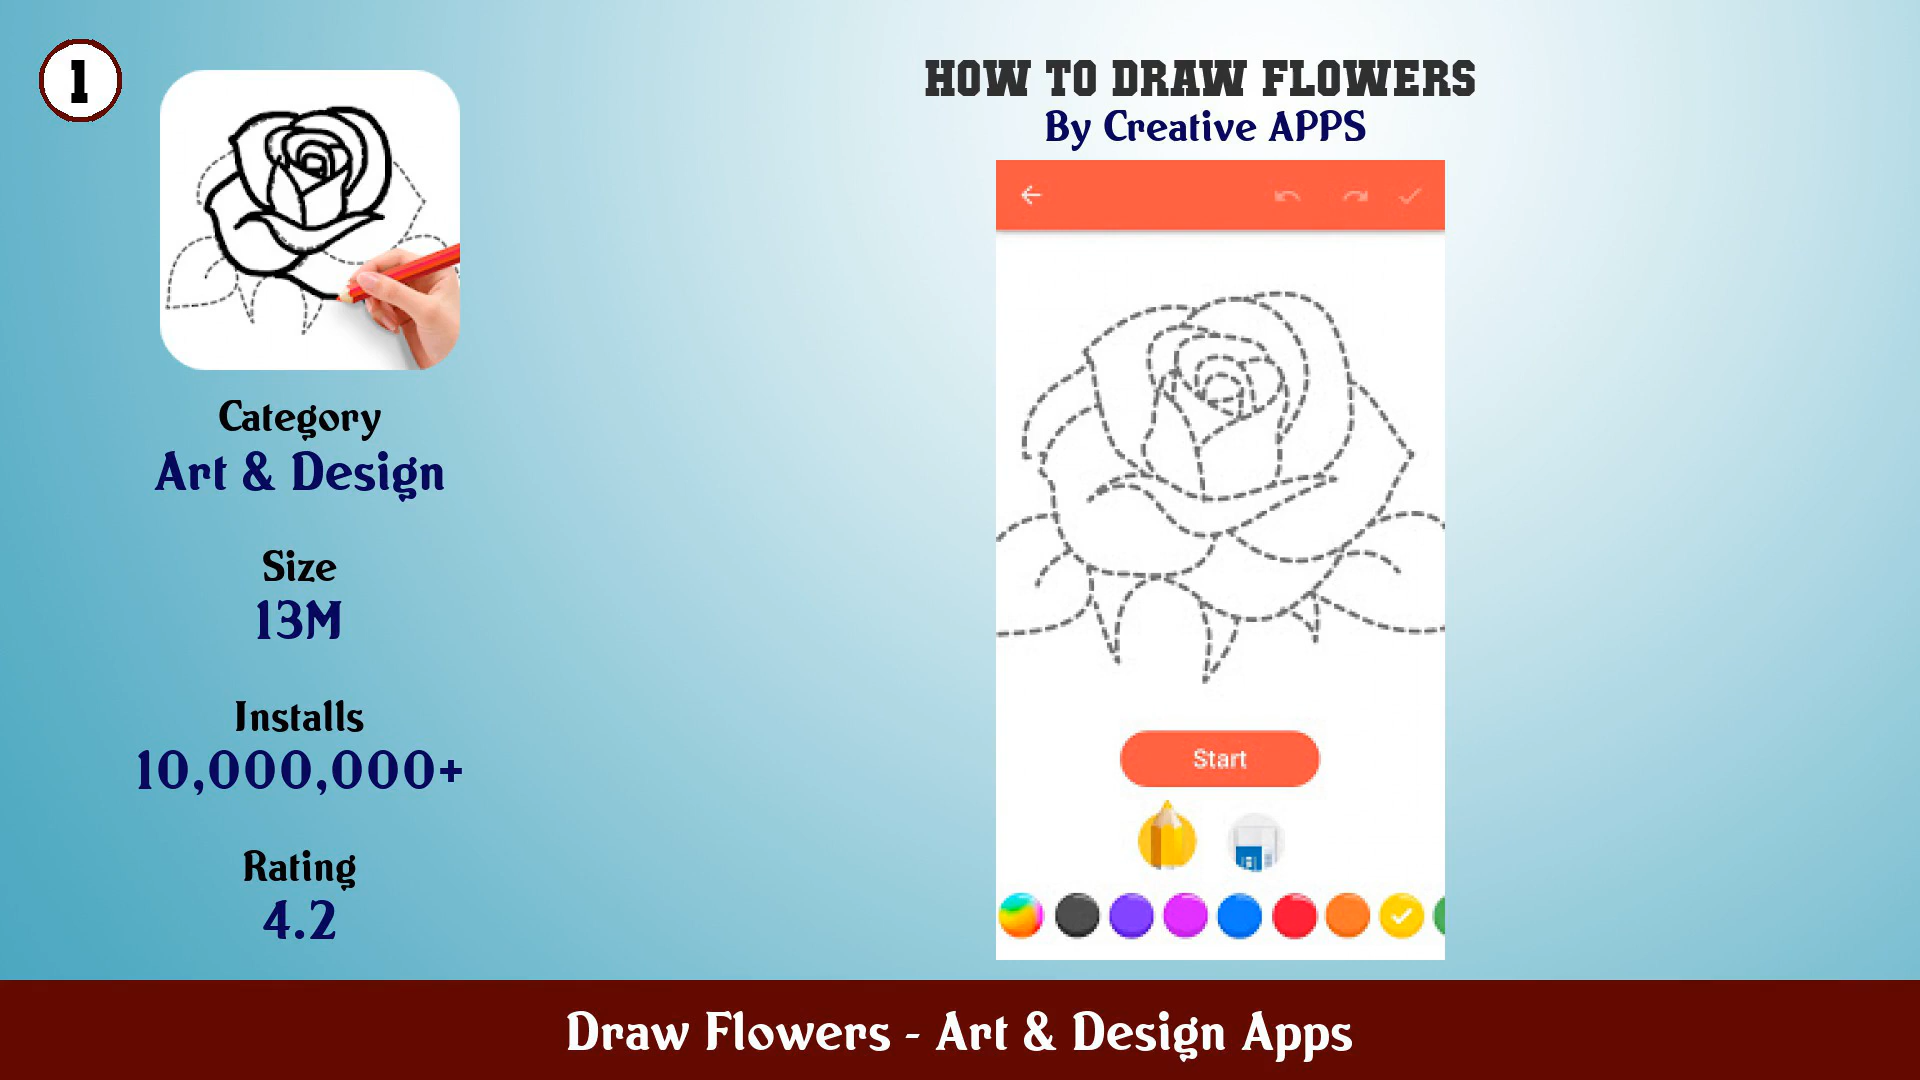 1
Category
Art & Design
Size
13M
Installs
10,000,000+
Rating
4.2
HOW TO DRAW FLOWERS
By Creative APPS
Start
Draw Flowers - Art & Design Apps